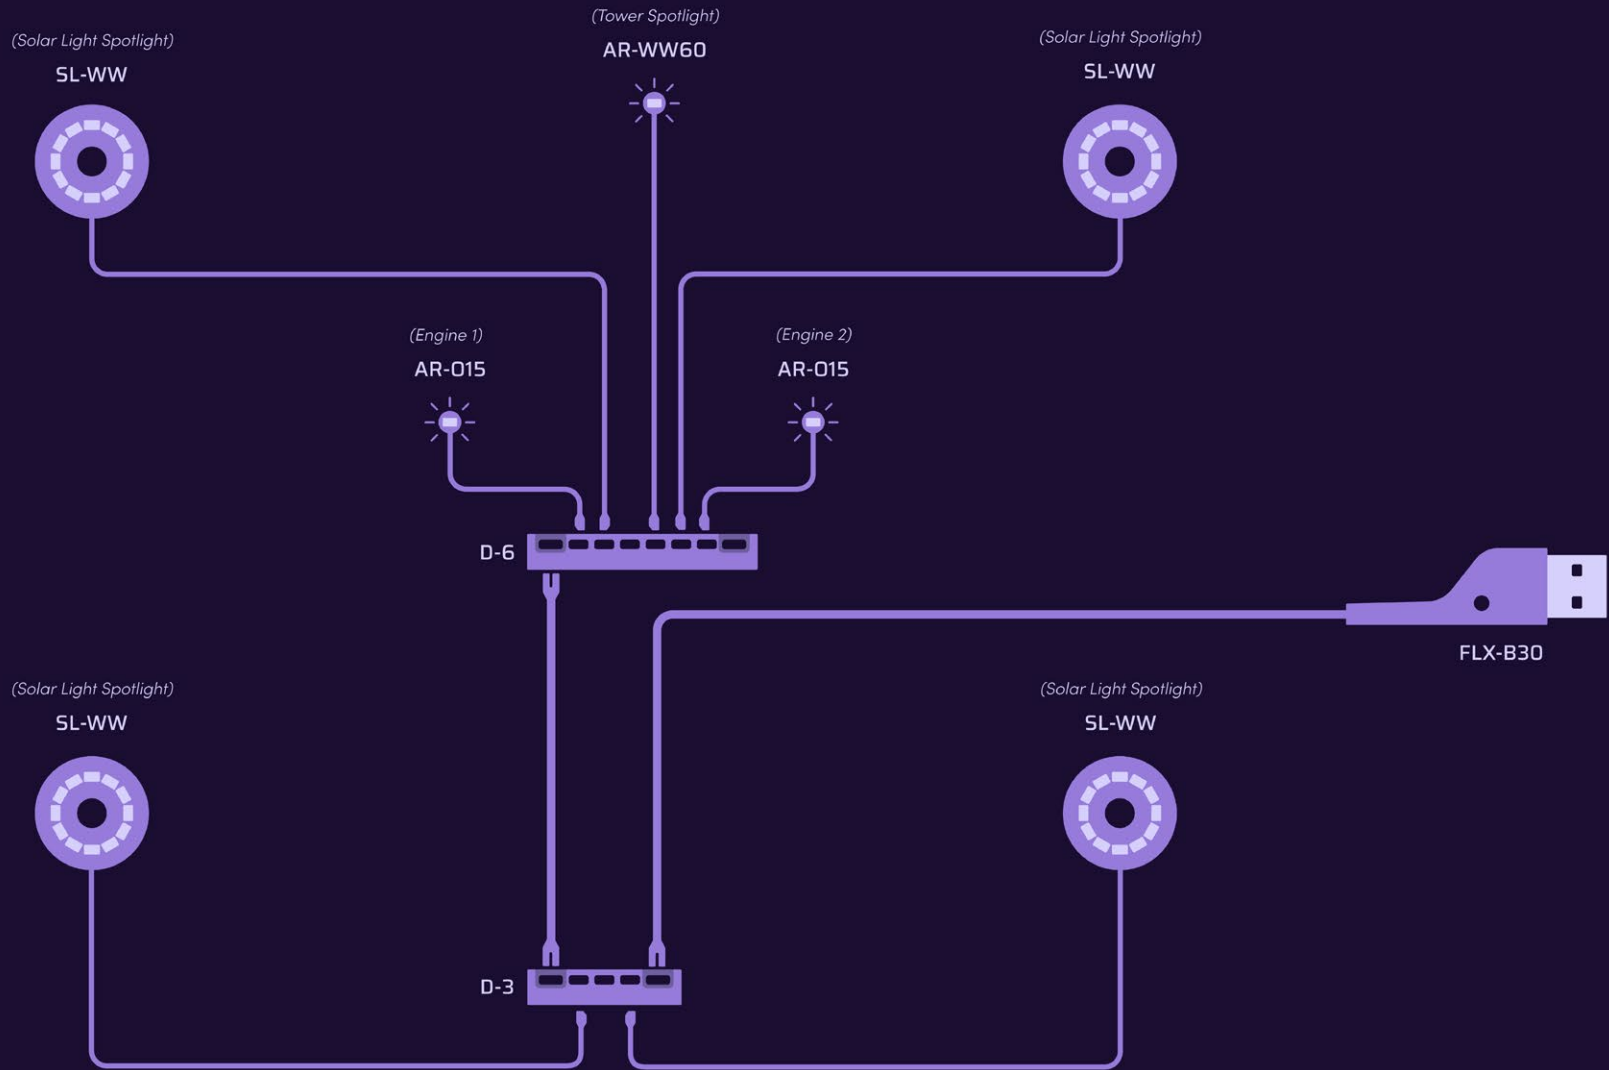 (Tower Spotlight)
AR-WW60
(Solar Light Spotlight)
SL-WW
(Solar Light Spotlight)
SL-WW
(Engine 1)
AR-015
(Engine 2)
AR-015
D-6
FLX-B30
(Solar Light Spotlight)
SL-WW
(Solar Light Spotlight)
SL-WW
D-3